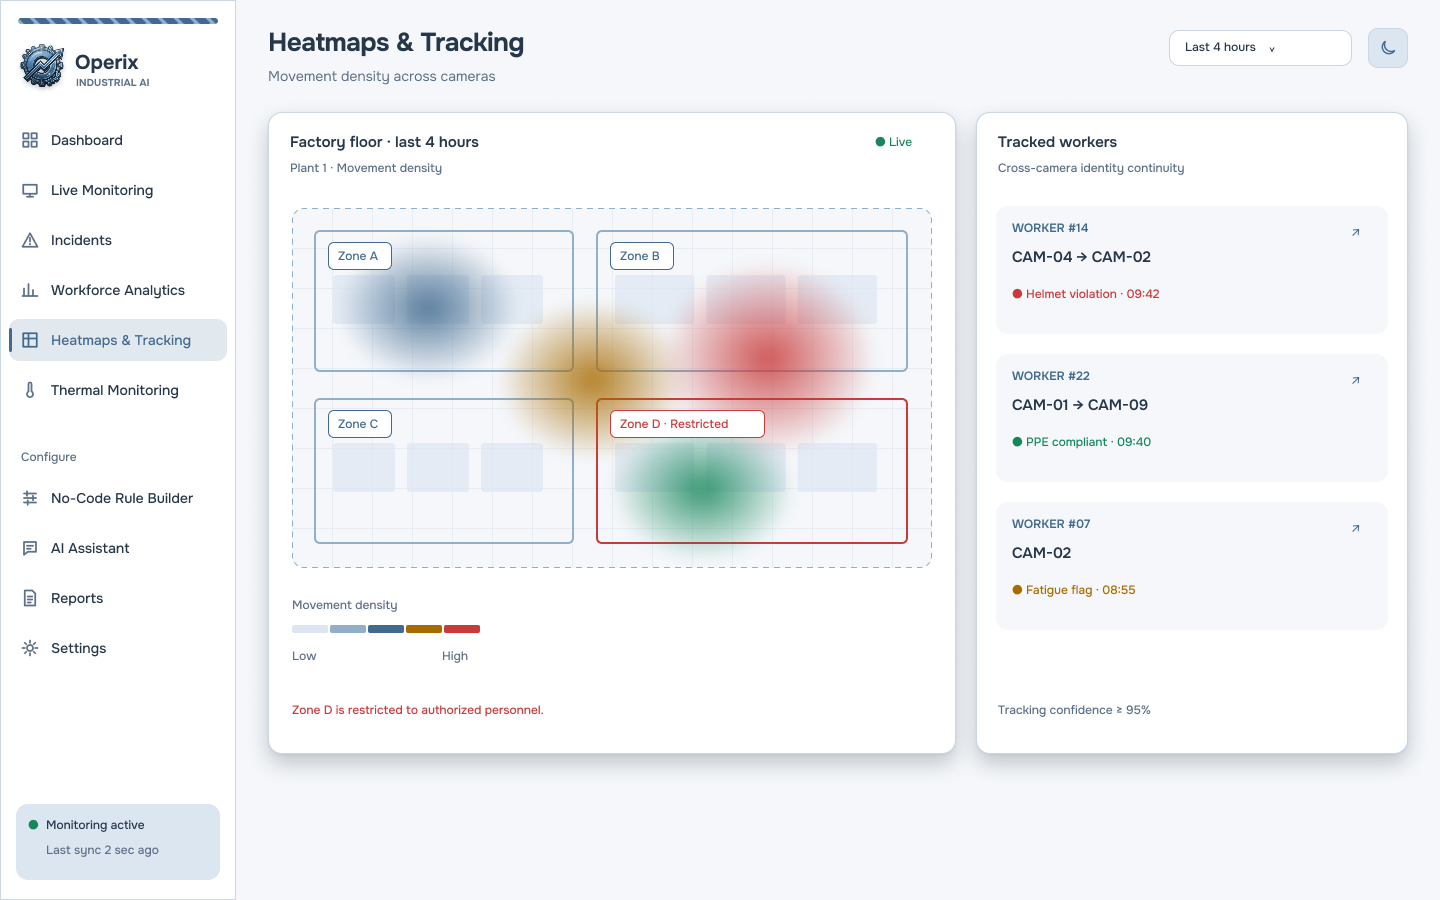 Operix
INDUSTRIAL AI
Dashboard
Live Monitoring
Incidents
Workforce Analytics
Heatmaps & Tracking
Thermal Monitoring
Configure
No-Code Rule Builder
AI Assistant
Reports
Settings
Monitoring active
Last sync 2 sec ago
Heatmaps & Tracking
Movement density across cameras
Last 4 hours
Factory floor · last 4 hours
Live
Plant 1 · Movement density
Zone A
Zone B
Zone C
Zone D · Restricted
Movement density
Low
High
Zone D is restricted to authorized personnel.
Tracked workers
Cross-camera identity continuity
WORKER #14
CAM-04 → CAM-02
Helmet violation · 09:42
WORKER #22
CAM-01 → CAM-09
PPE compliant · 09:40
WORKER #07
CAM-02
Fatigue flag · 08:55
Tracking confidence ≥ 95%